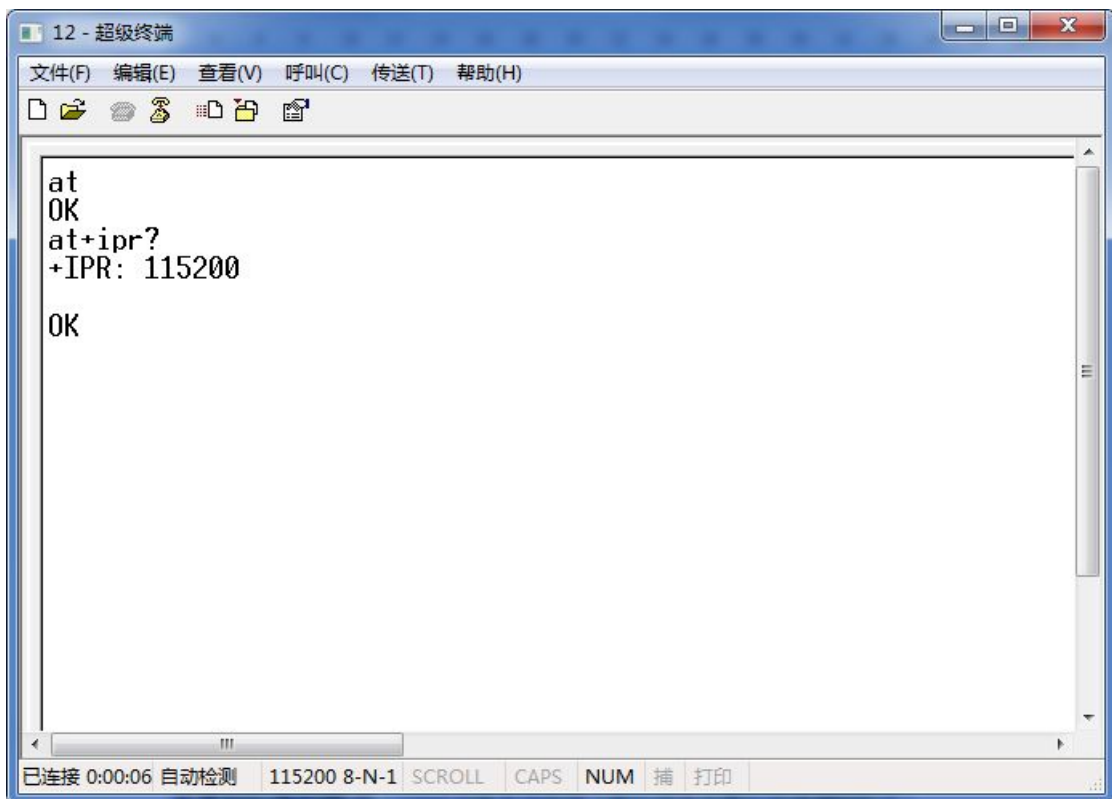 12 - 超级终端
文件(F) 编辑(E) 查看(V) 呼叫(C) 传送(T) 帮助(H)
at
OK
at+ipr?
+IPR: 115200
OK
已连接 0:00:06 自动检测 115200 8-N-1 SCROLL CAPS NUM 捕 打印